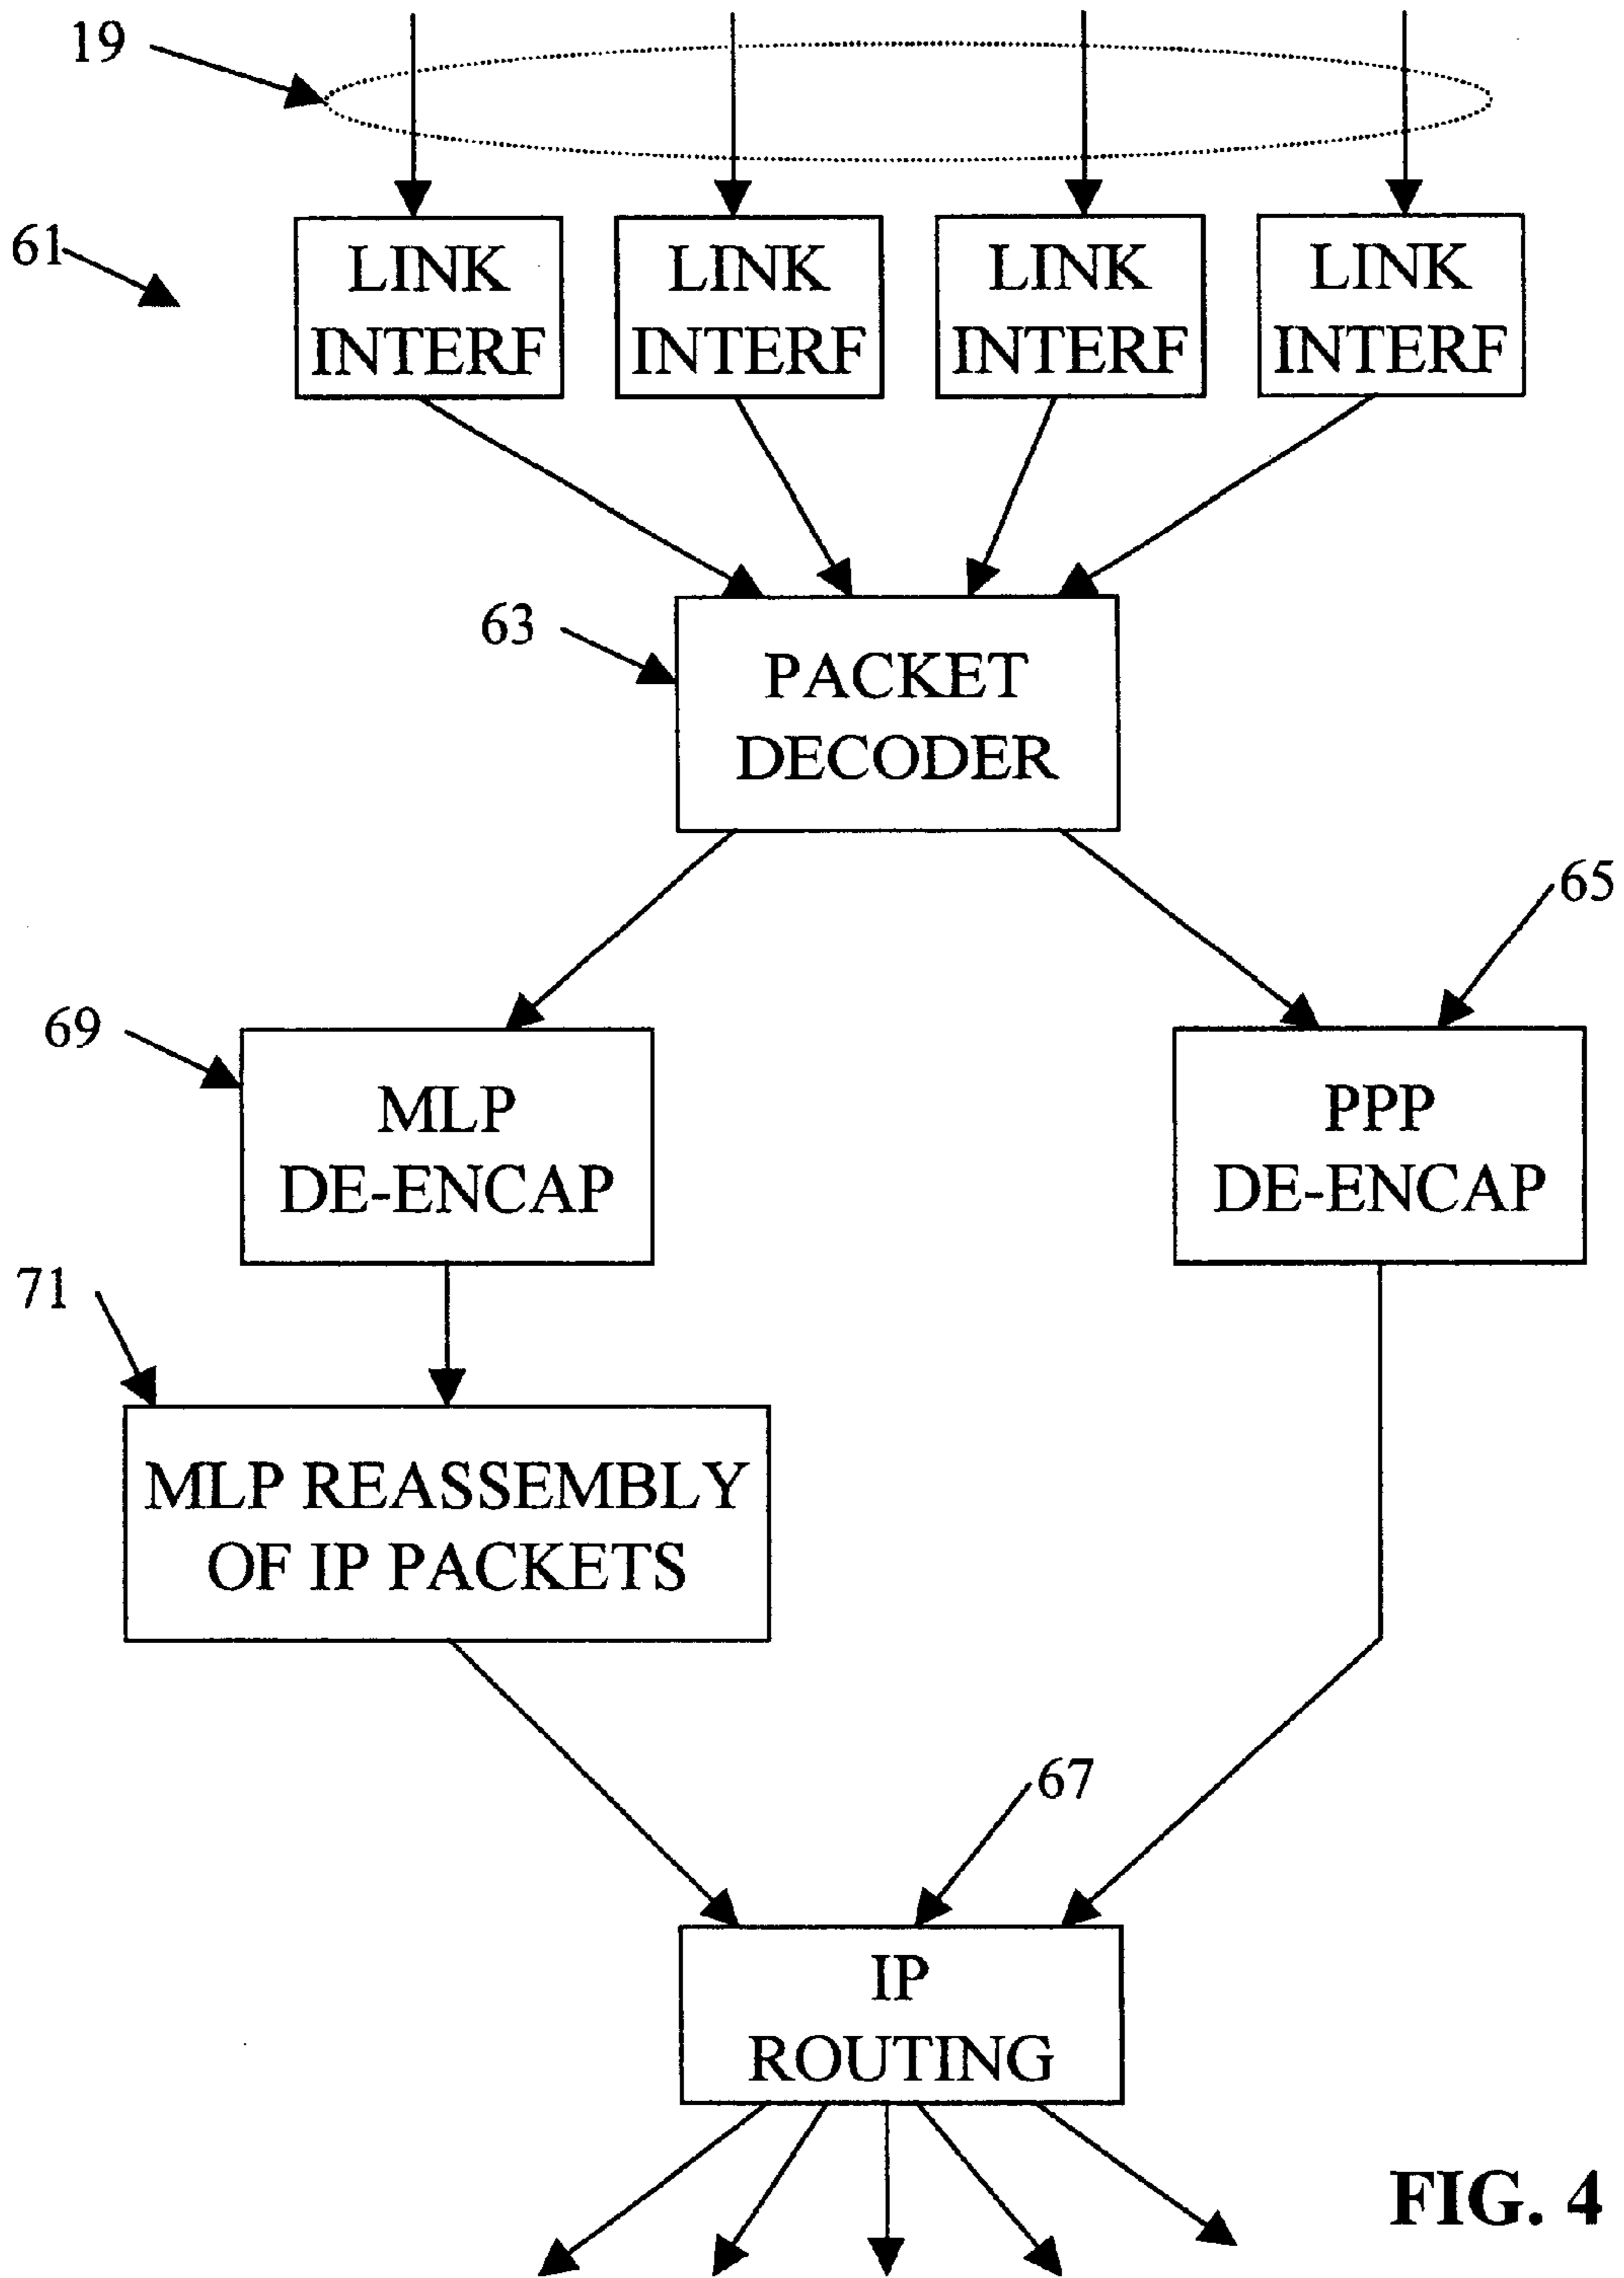 19
61
LINK
INTERF
LINK
INTERF
LINK
INTERF
LINK
INTERF
63
PACKET
DECODER
65
69
MLP
DE-ENCAP
PPP
DE-ENCAP
71
MLP REASSEMBLY
OF IP PACKETS
67
IP
ROUTING
FIG. 4